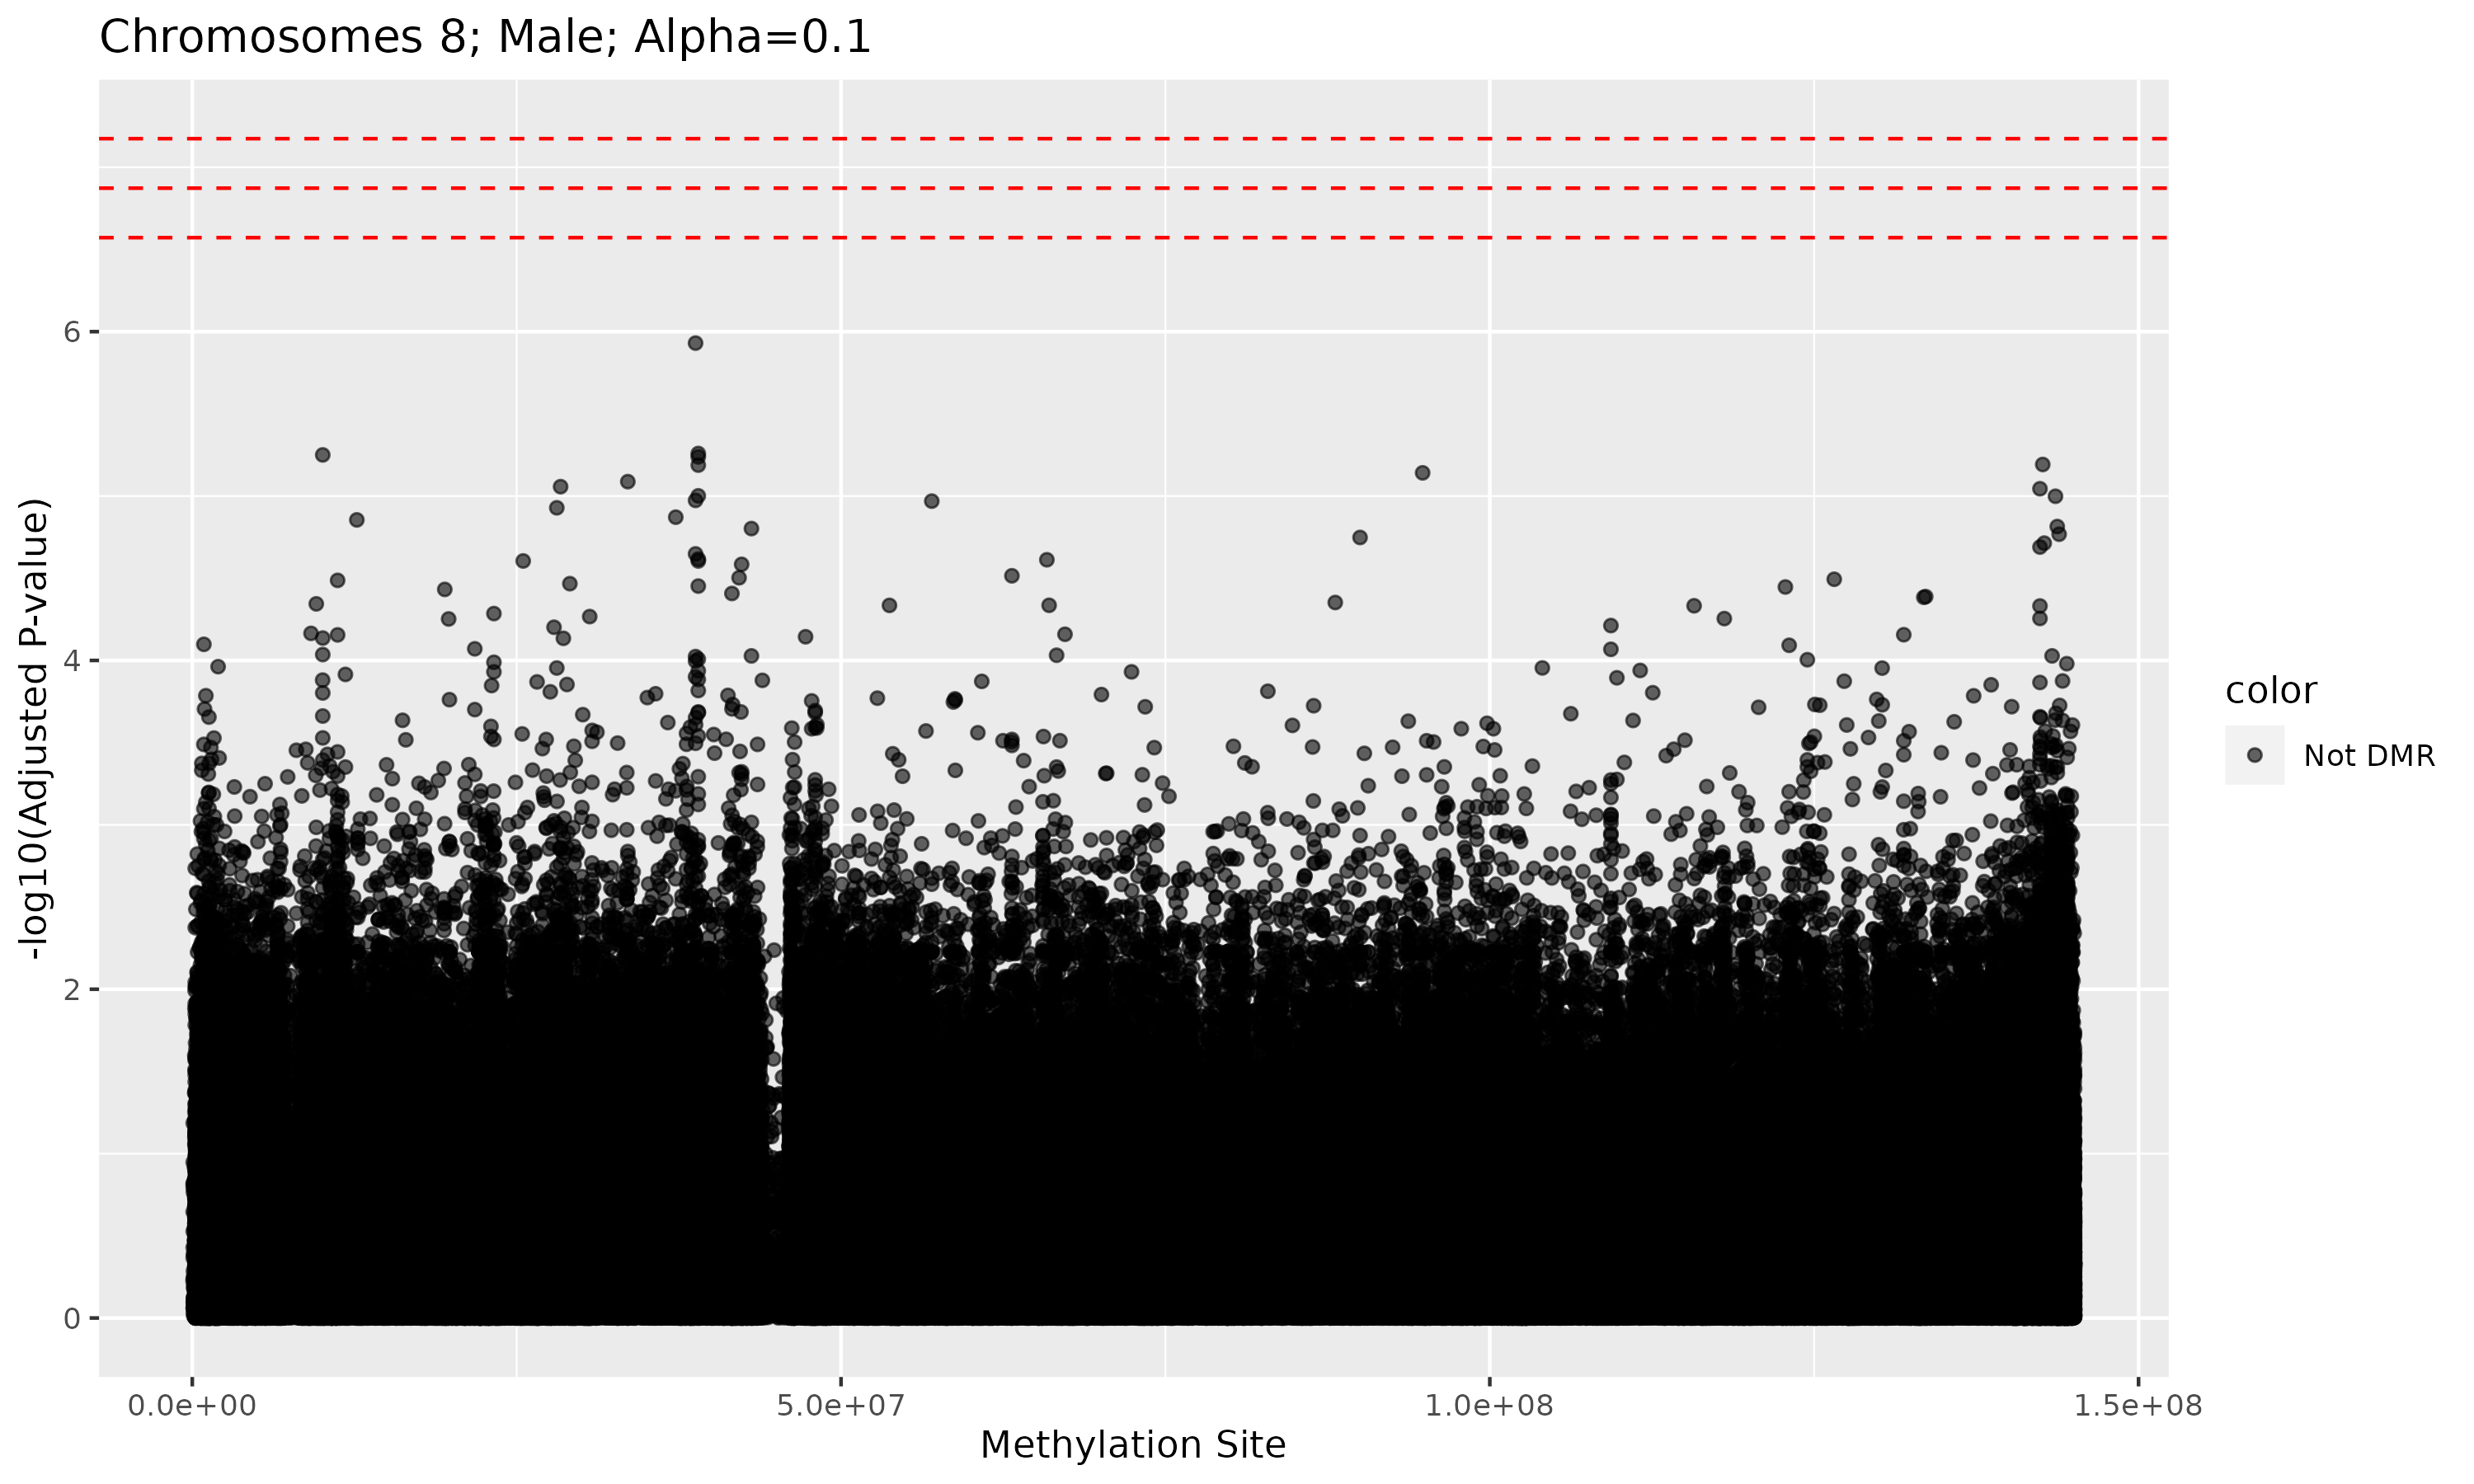 Chromosomes 8; Male; Alpha=0.1
-log10(Adjusted P-value)
6
4
2
0
0.0e+00
5.0e+07
1.0e+08
1.5e+08
Methylation Site
color
Not DMR